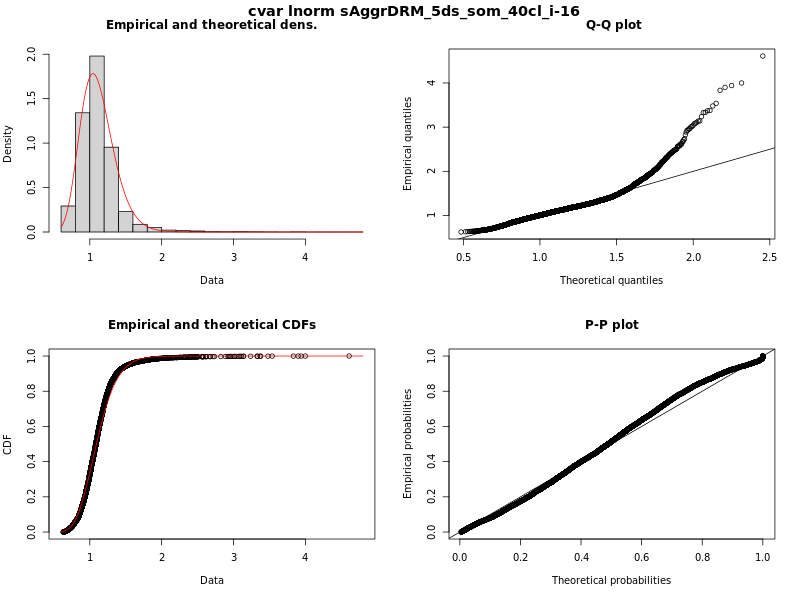 cvar lnorm sAggrDRM_5ds_som_40cl_i-16
Empirical and theoretical dens.
Density
0.0 0.5 1.0 1.5 2.0
1 2 3 4
Data
Q-Q plot
Empirical quantiles
1 2 3 4
0.5 1.0 1.5 2.0 2.5
Theoretical quantiles
Empirical and theoretical CDFs
CDF
0.0 0.2 0.4 0.6 0.8 1.0
1 2 3 4
Data
P-P plot
Empirical probabilities
0.0 0.2 0.4 0.6 0.8 1.0
0.0 0.2 0.4 0.6 0.8 1.0
Theoretical probabilities